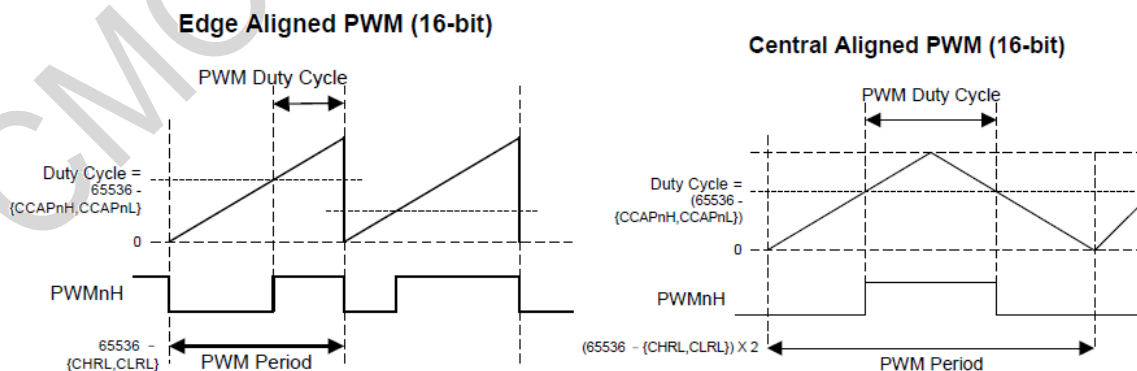 Edge Aligned PWM (16-bit)
PWM Duty Cycle
Duty Cycle =
65536 -
{CCAPnH,CCAPnL}
0
PWMnH
65536 -
{CHRL,CLRL}
PWM Period
Central Aligned PWM (16-bit)
PWM Duty Cycle
Duty Cycle =
(65536 -
{CCAPnH,CCAPnL})
0
PWMnH
(65536 - {CHRL,CLRL}) X 2
PWM Period